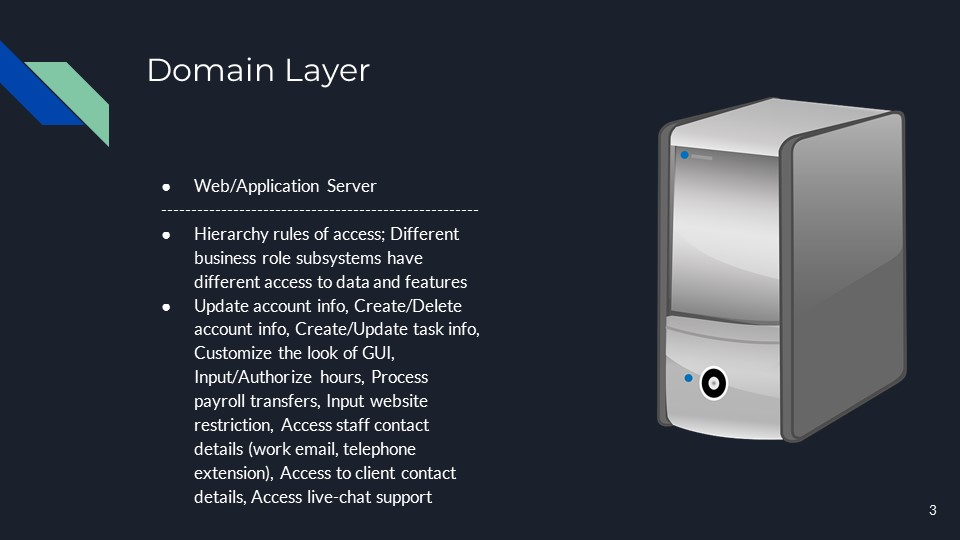 Domain Layer
● Web/Application Server
-----------------------------------------------------
● Hierarchy rules of access; Different
business role subsystems have
different access to data and features
● Update account info, Create/Delete
account info, Create/Update task info,
Customize the look of GUI,
Input/Authorize hours, Process
payroll transfers, Input website
restriction, Access staff contact
details (work email, telephone
extension), Access to client contact
details, Access live-chat support
3